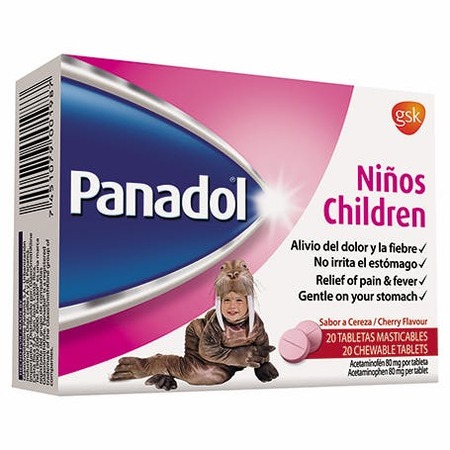 gsk
Panadol®
Niños
Children
Alivio del dolor y la fiebre✓
No irrita el estómago✓
Relief of pain & fever✓
Gentle on your stomach✓
Sabor a Cereza / Cherry Flavour
20 TABLETAS MASTICABLES
20 CHEWABLE TABLETS
Acetaminofén 80 mg por tableta
Acetaminophen 80 mg per tablet